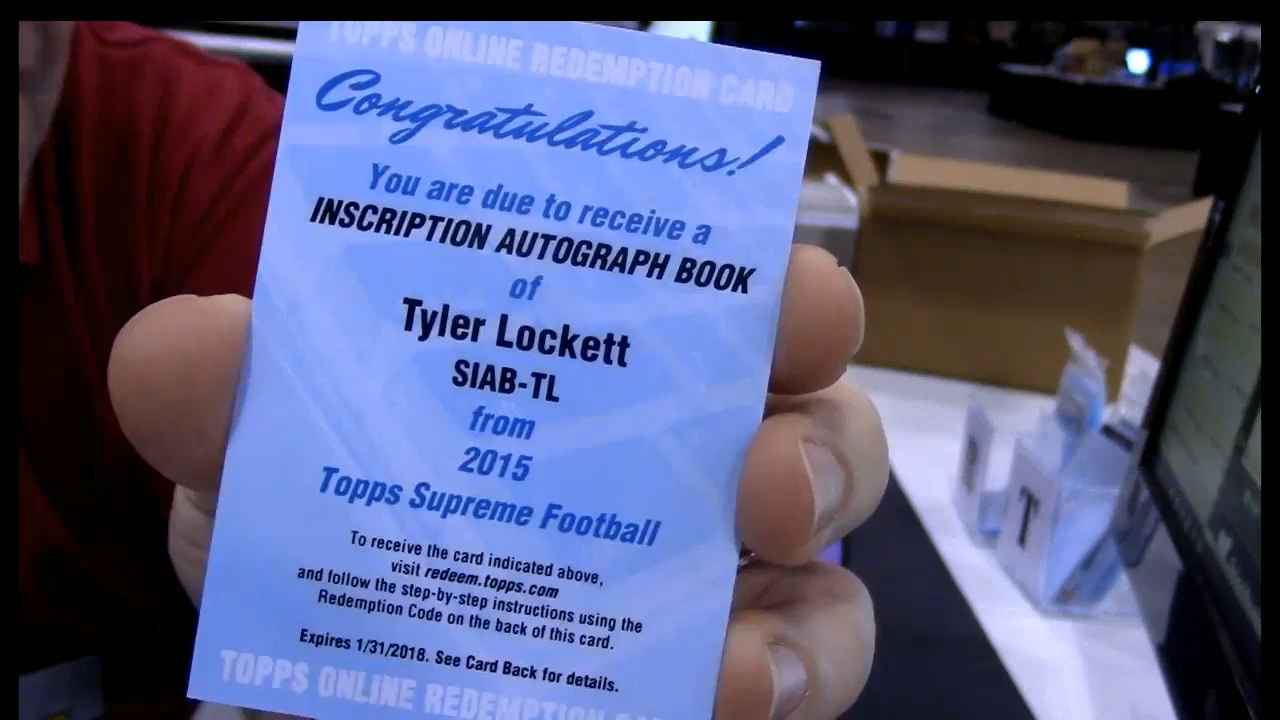 TOPPS ONLINE REDEMPTION CARD
Congratulations!
You are due to receive a
INSCRIPTION AUTOGRAPH BOOK
of
Tyler Lockett
SIAB-TL
from
2015
Topps Supreme Football
To receive the card indicated above,
visit redeem.topps.com
and follow the step-by-step instructions using the
Redemption Code on the back of this card.
Expires 1/31/2018. See Card Back for details.
TOPPS ONLINE REDEMPTION
T